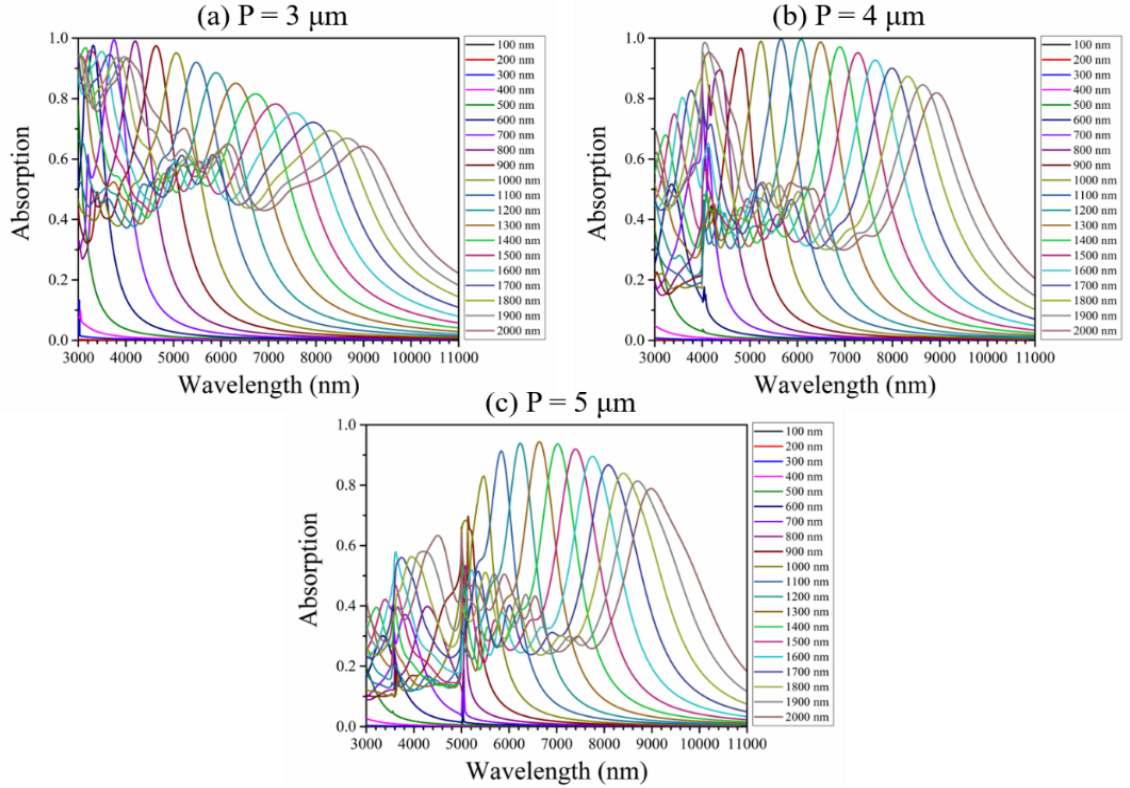 (a) P = 3 μm
Absorption
1.0
0.8
0.6
0.4
0.2
0.0
3000 4000 5000 6000 7000 8000 9000 10000 11000
Wavelength (nm)
100 nm
200 nm
300 nm
400 nm
500 nm
600 nm
700 nm
800 nm
900 nm
1000 nm
1100 nm
1200 nm
1300 nm
1400 nm
1500 nm
1600 nm
1700 nm
1800 nm
1900 nm
2000 nm
(b) P = 4 μm
Absorption
1.0
0.8
0.6
0.4
0.2
0.0
3000 4000 5000 6000 7000 8000 9000 10000 11000
Wavelength (nm)
100 nm
200 nm
300 nm
400 nm
500 nm
600 nm
700 nm
800 nm
900 nm
1000 nm
1100 nm
1200 nm
1300 nm
1400 nm
1500 nm
1600 nm
1700 nm
1800 nm
1900 nm
2000 nm
(c) P = 5 μm
Absorption
1.0
0.8
0.6
0.4
0.2
0.0
3000 4000 5000 6000 7000 8000 9000 10000 11000
Wavelength (nm)
100 nm
200 nm
300 nm
400 nm
500 nm
600 nm
700 nm
800 nm
900 nm
1000 nm
1100 nm
1200 nm
1300 nm
1400 nm
1500 nm
1600 nm
1700 nm
1800 nm
1900 nm
2000 nm